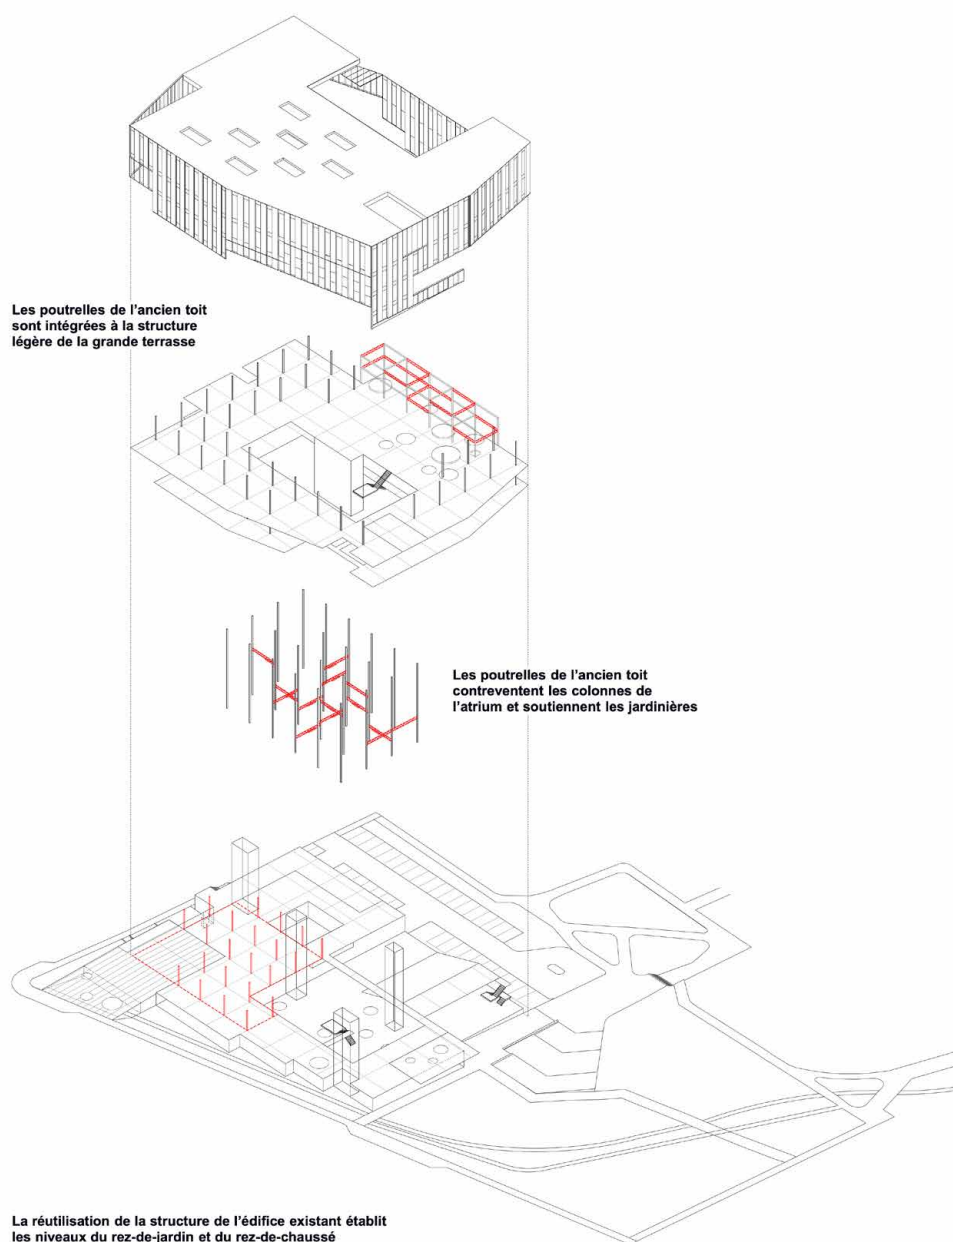 Les poutrelles de l'ancien toit
sont intégrées à la structure
légère de la grande terrasse
Les poutrelles de l'ancien toit
contreventent les colonnes de
l'atrium et soutiennent les jardinières
La réutilisation de la structure de l'édifice existant établit
les niveaux du rez-de-jardin et du rez-de-chaussé